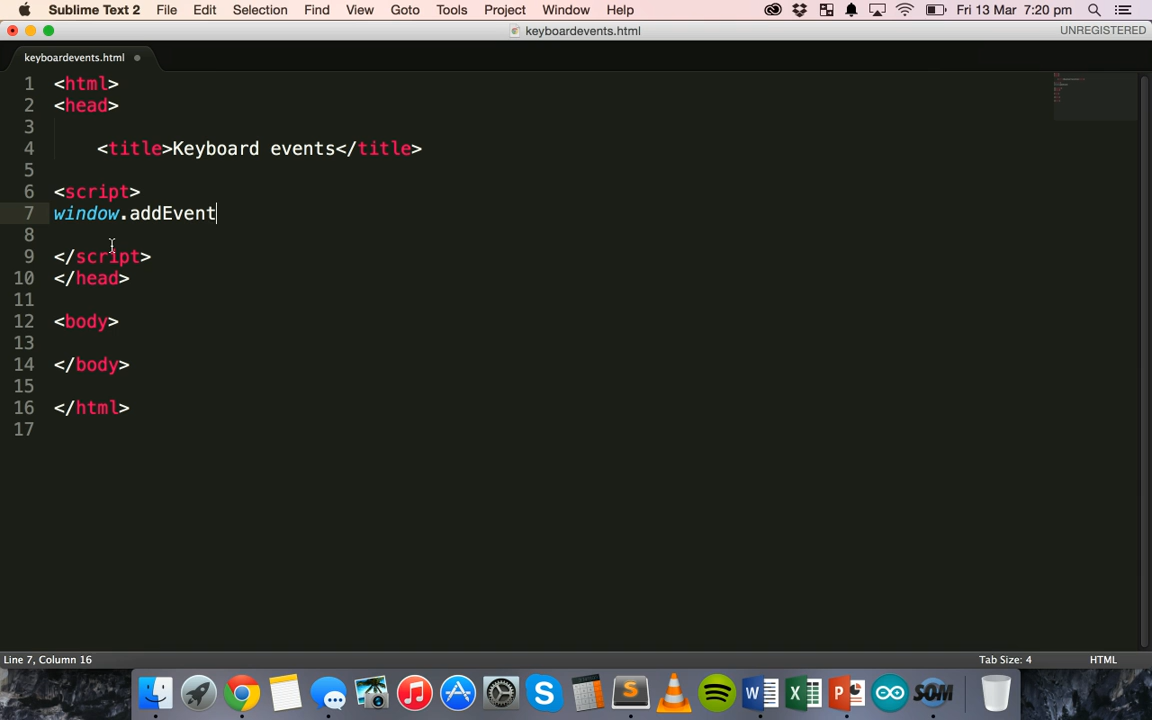 Sublime Text 2 File Edit Selection Find View Goto Tools Project Window Help Fri 13 Mar 7:20 pm
keyboardevents.html UNREGISTERED
keyboardevents.html
1 <html>
2 <head>
3
4 <title>Keyboard events</title>
5
6 <script>
7 window.addEvent
8
9 </script>
10 </head>
11
12 <body>
13
14 </body>
15
16 </html>
17
Line 7, Column 16 Tab Size: 4 HTML
SOM